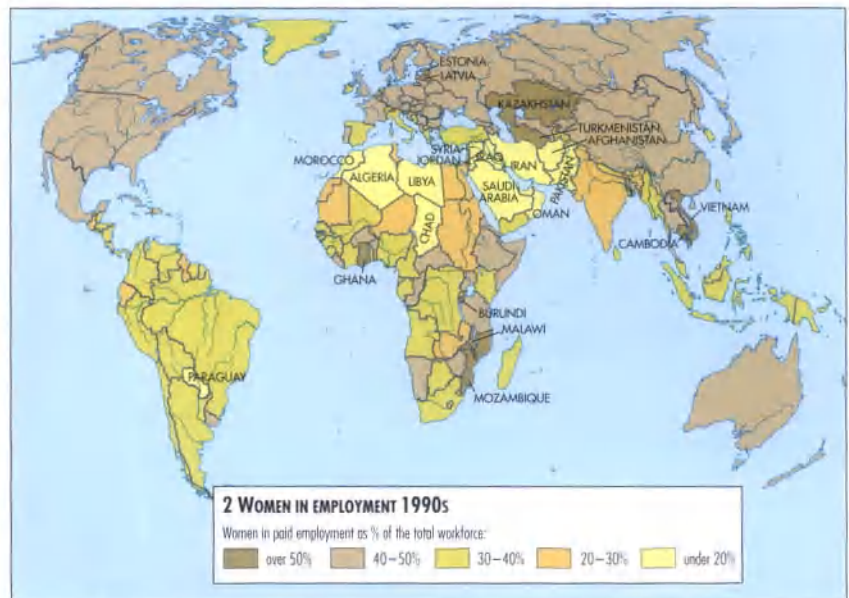 ESTONIA
LATVIA
KAZAKHSTAN
TURKMENISTAN
AFGHANISTAN
SYRIA
JORDAN
IRAQ
IRAN
MOROCCO
ALGERIA
LIBYA
SAUDI
ARABIA
PAKISTAN
OMAN
CHAD
VIETNAM
CAMBODIA
GHANA
BURUNDI
MALAWI
PARAGUAY
MOZAMBIQUE
2 WOMEN IN EMPLOYMENT 1990s
Women in paid employment as % of the total workforce:
over 50% 40–50% 30–40% 20–30% under 20%